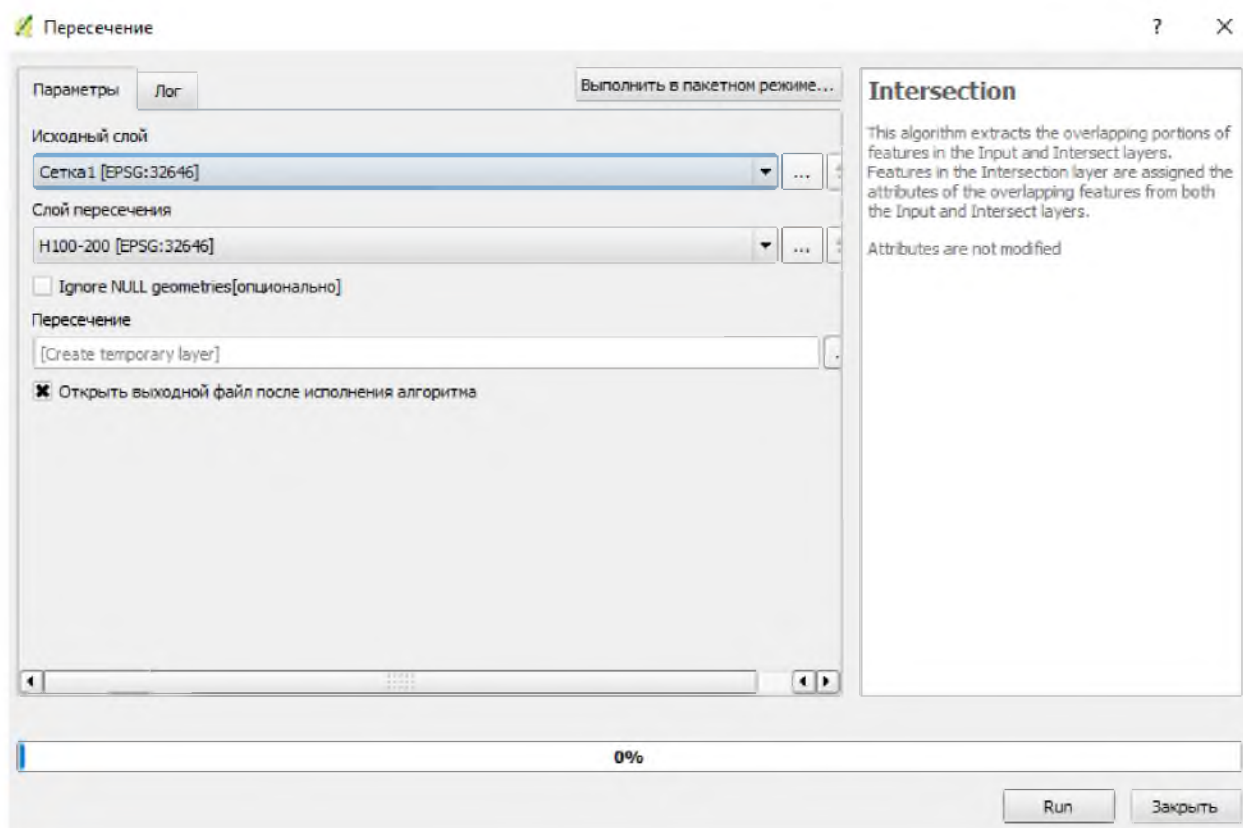 Пересечение
?
Параметры
Лог
Выполнить в пакетном режиме...
Исходный слой
Сетка1 [EPSG:32646]
...
Слой пересечения
Н100-200 [EPSG:32646]
...
Ignore NULL geometries[опционально]
Пересечение
[Create temporary layer]
Открыть выходной файл после исполнения алгоритма
Intersection
This algorithm extracts the overlapping portions of
features in the Input and Intersect layers.
Features in the Intersection layer are assigned the
attributes of the overlapping features from both
the Input and Intersect layers.
Attributes are not modified
0%
Run
Закрыть